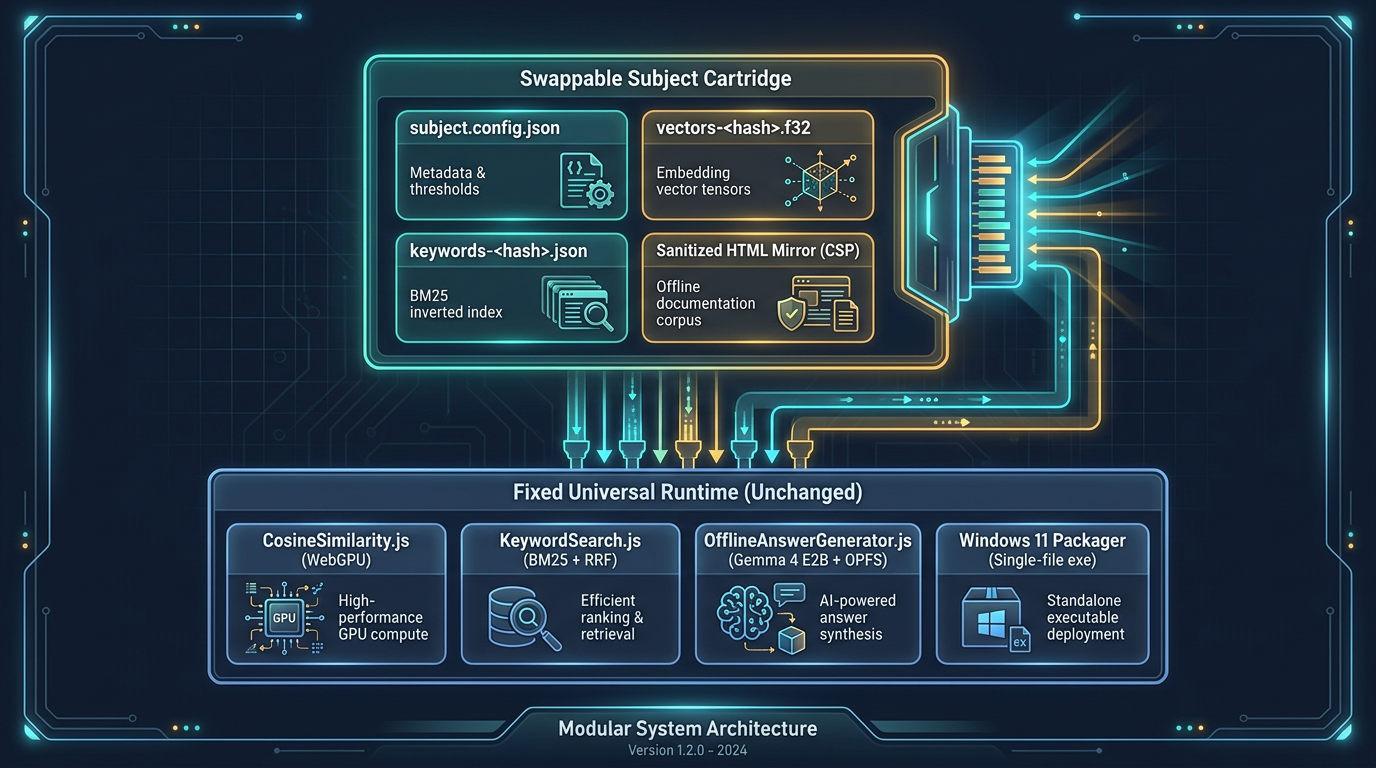 Swappable Subject Cartridge
subject.config.json
Metadata &
thresholds
vectors-<hash>.f32
Embedding
vector tensors
keywords-<hash>.json
BM25
inverted index
Sanitized HTML Mirror (CSP)
Offline
documentation
corpus
Fixed Universal Runtime (Unchanged)
CosineSimilarity.js
(WebGPU)
GPU
High-
performance
GPU compute
KeywordSearch.js
(BM25 + RRF)
Efficient
ranking &
retrieval
OfflineAnswerGenerator.js
(Gemma 4 E2B + OPFS)
AI-powered
answer
synthesis
Windows 11 Packager
(Single-file exe)
ex
Standalone
executable
deployment
Modular System Architecture
Version 1.2.0 - 2024